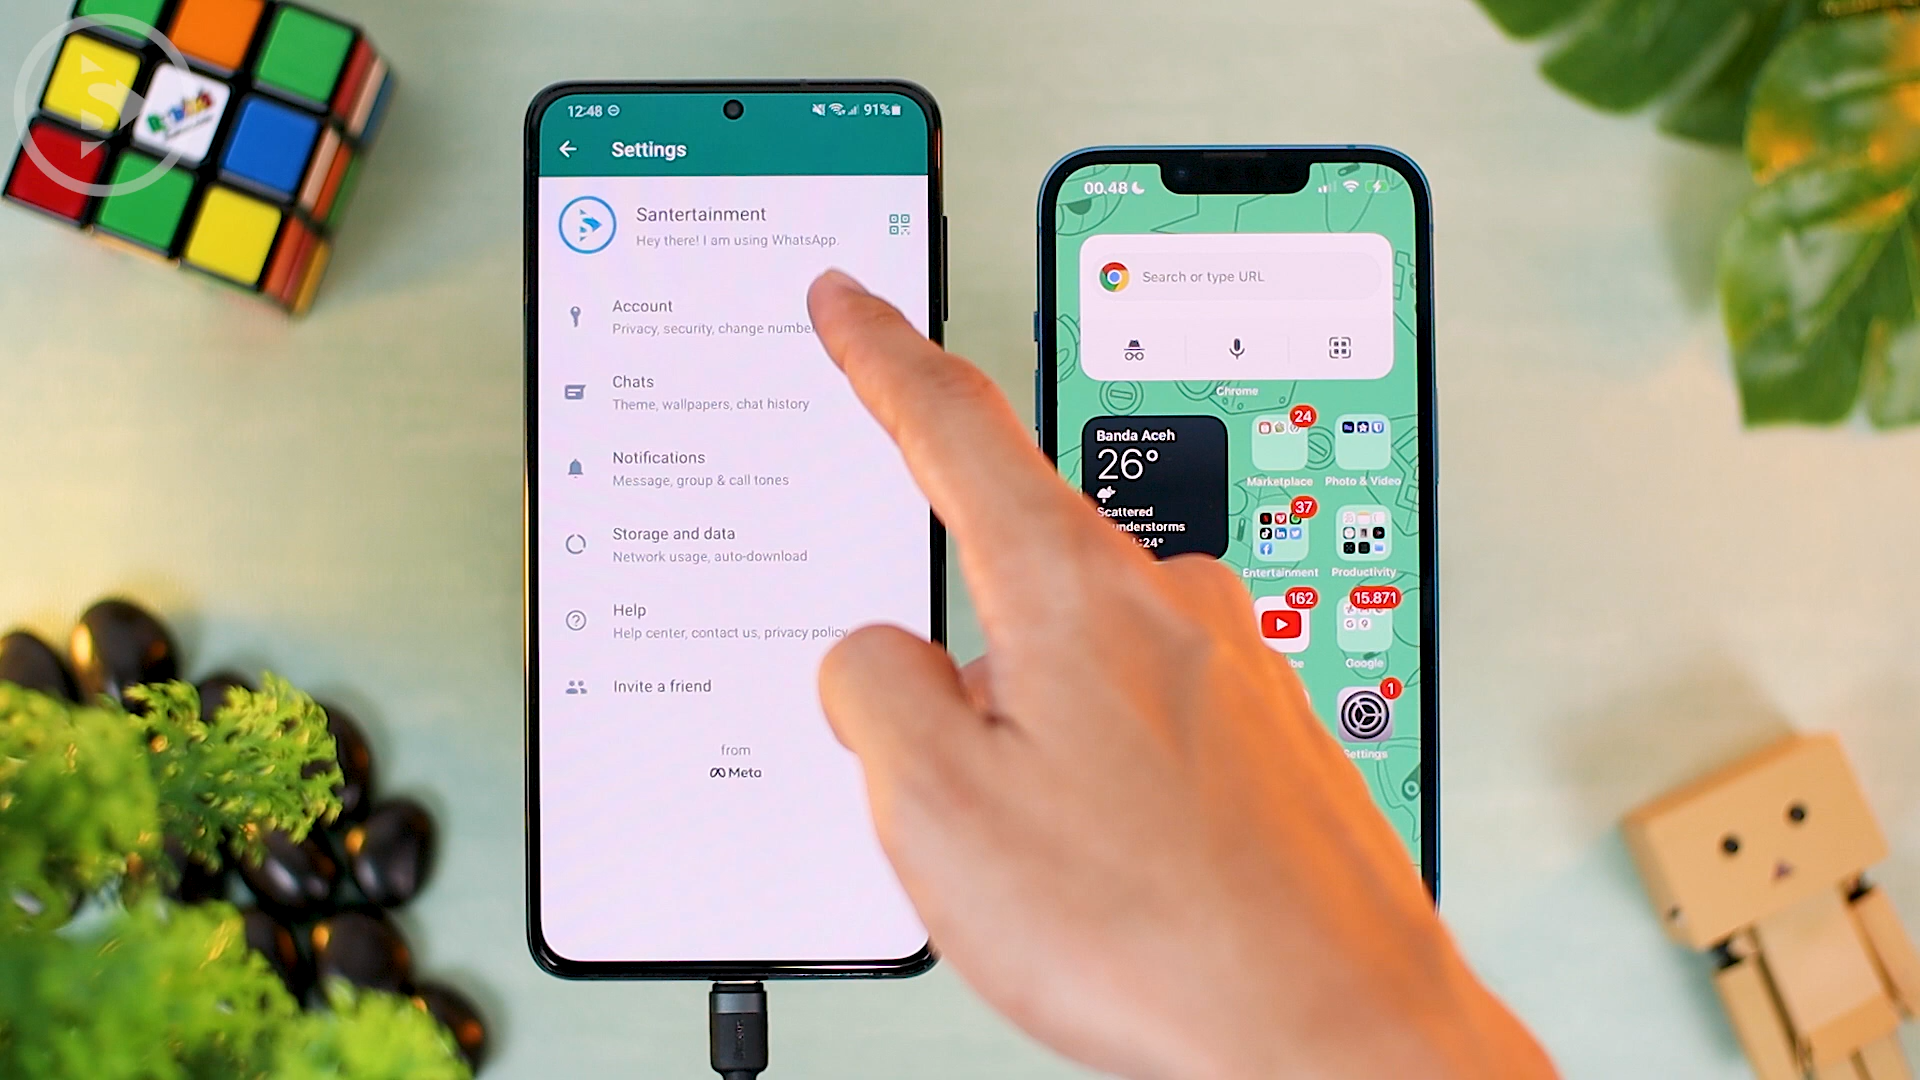 12:48
91%
Settings
Santertainment
Hey there! I am using WhatsApp.
Account
Privacy, security, change number
Chats
Theme, wallpapers, chat history
Notifications
Message, group & call tones
Storage and data
Network usage, auto-download
Help
Help center, contact us, privacy policy
Invite a friend
from
Meta
00.48
Search or type URL
Chrome
Banda Aceh
26°
Scattered
24
Marketplace
Photo & Video
37
Entertainment
Productivity
162
15.871
Google
1
Settings